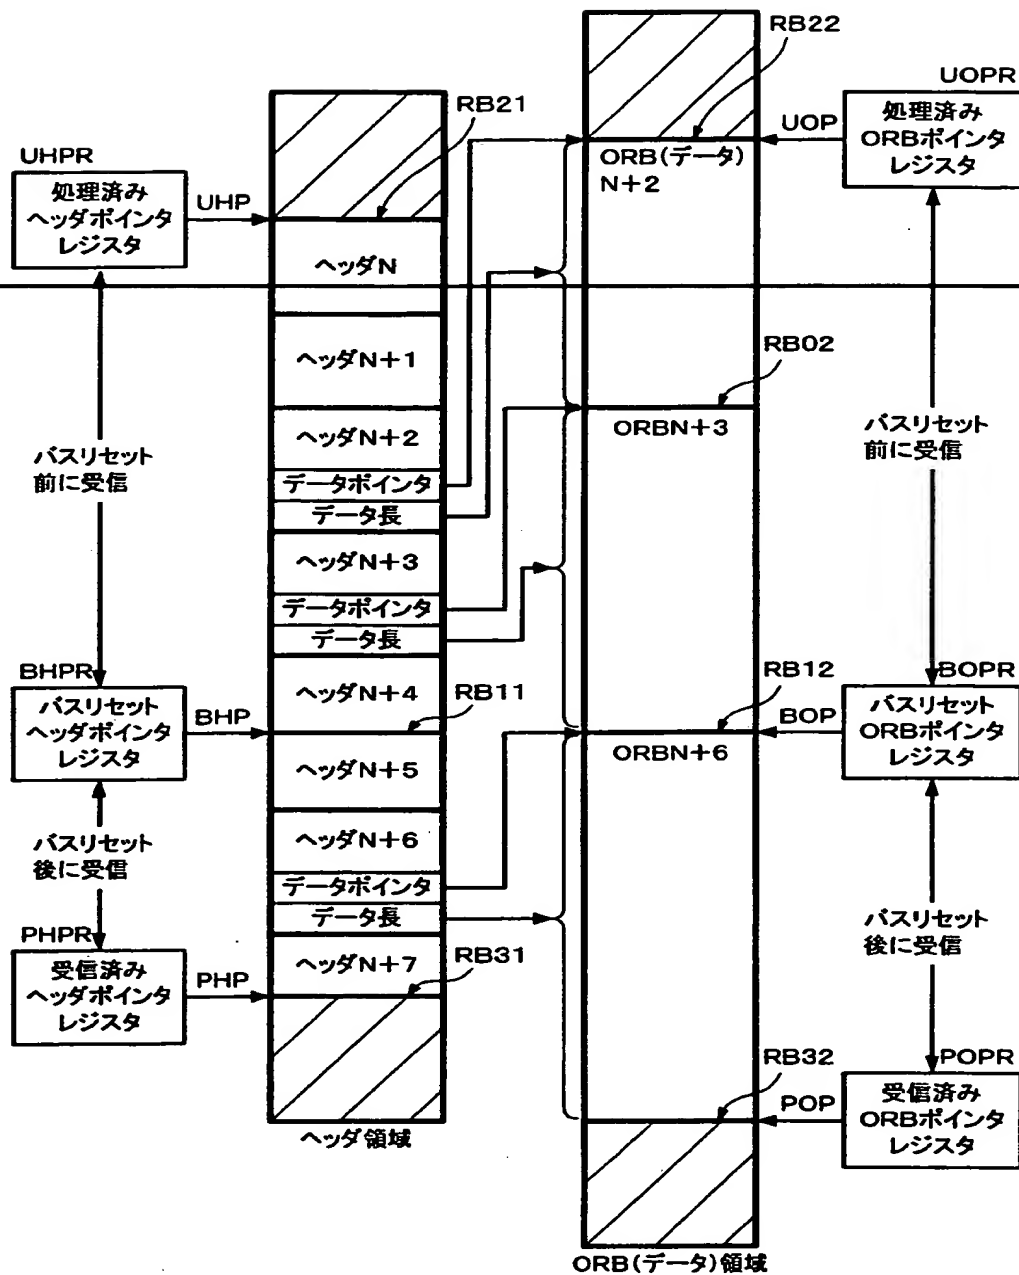 RB22
UOPR
処理済み
ORBポインタ
レジスタ
UOP
RB21
UHPR
処理済み
ヘッダポインタ
レジスタ
UHP
ORB(データ)
N+2
ヘッダN
ヘッダN+1
RB02
ヘッダN+2
ORBN+3
データポインタ
データ長
バスリセット
前に受信
バスリセット
前に受信
ヘッダN+3
データポインタ
データ長
BHPR
バスリセット
ヘッダポインタ
レジスタ
BHP
ヘッダN+4
RB11
RB12
BOPR
バスリセット
ORBポインタ
レジスタ
BOP
ヘッダN+5
ORBN+6
バスリセット
後に受信
ヘッダN+6
データポインタ
データ長
バスリセット
後に受信
PHPR
受信済み
ヘッダポインタ
レジスタ
PHP
ヘッダN+7
RB31
RB32
POPR
受信済み
ORBポインタ
レジスタ
POP
ヘッダ領域
ORB(データ)領域